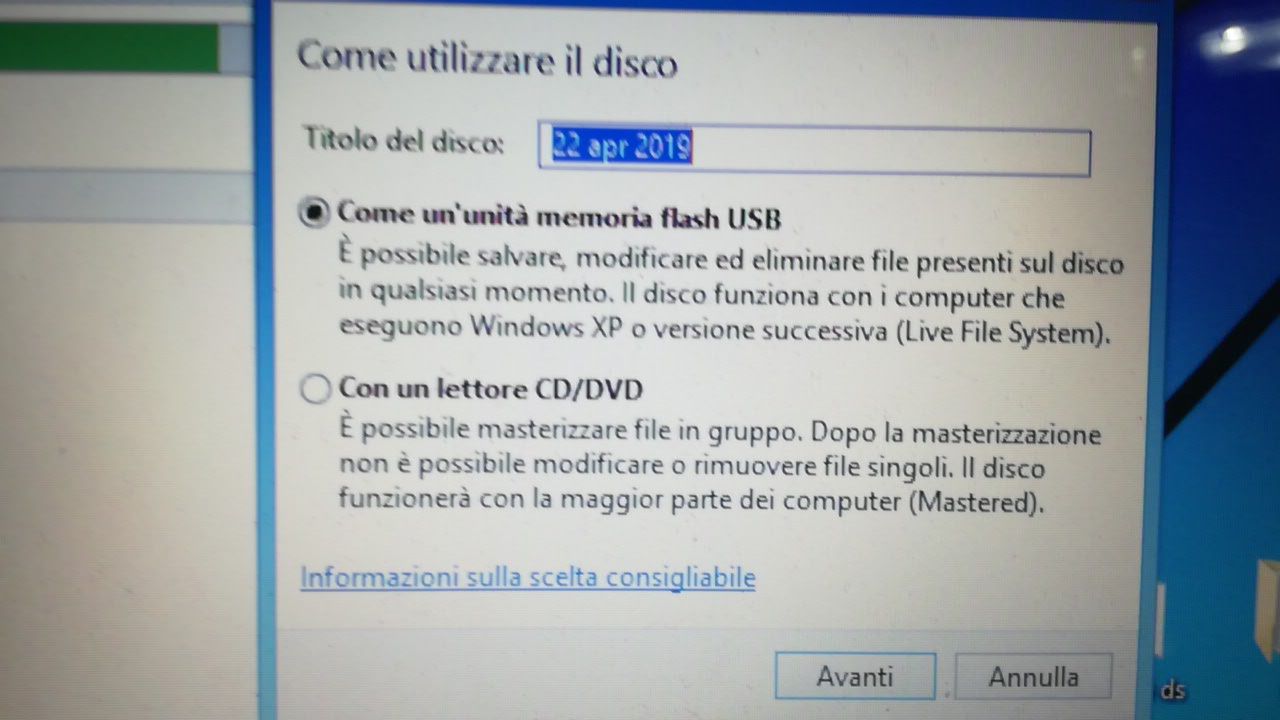 Come utilizzare il disco
Titolo del disco: 22 apr 2019
Come un'unità memoria flash USB
È possibile salvare, modificare ed eliminare file presenti sul disco
in qualsiasi momento. Il disco funziona con i computer che
eseguono Windows XP o versione successiva (Live File System).
Con un lettore CD/DVD
È possibile masterizzare file in gruppo. Dopo la masterizzazione
non è possibile modificare o rimuovere file singoli. Il disco
funzionerà con la maggior parte dei computer (Mastered).
Informazioni sulla scelta consigliabile
Avanti
Annulla
ds